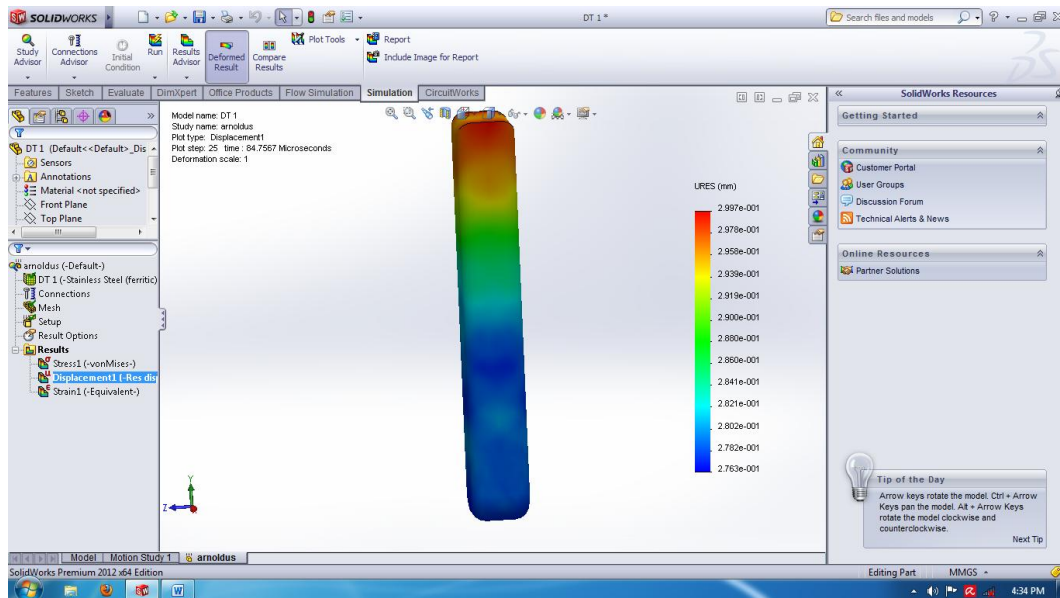 SOLIDWORKS
DT 1 *
Search files and models
Study Advisor
Connections Advisor
Initial Condition
Run
Results Advisor
Deformed Result
Compare Results
Plot Tools
Report
Include Image for Report
Features
Sketch
Evaluate
DimXpert
Office Products
Flow Simulation
Simulation
CircuitWorks
DT 1 (Default<<Default>_Dis
Sensors
Annotations
Material <not specified>
Front Plane
Top Plane
arnoldus (-Default-)
DT 1 (-Stainless Steel (ferritic)
Connections
Mesh
Setup
Result Options
Results
Stress1 (-vonMises-)
Displacement1 (-Res dis
Strain1 (-Equivalent-)
Model name: DT 1
Study name: arnoldus
Plot type: Displacement1
Plot step: 25 time : 84.7567 Microseconds
Deformation scale: 1
URES (mm)
2.997e-001
2.978e-001
2.958e-001
2.939e-001
2.919e-001
2.900e-001
2.880e-001
2.860e-001
2.841e-001
2.821e-001
2.802e-001
2.782e-001
2.763e-001
Y
Z
SolidWorks Resources
Getting Started
Community
Customer Portal
User Groups
Discussion Forum
Technical Alerts & News
Online Resources
Partner Solutions
Tip of the Day
Arrow keys rotate the model. Ctrl + Arrow
Keys pan the model. Alt + Arrow Keys
rotate the model clockwise and
counterclockwise.
Next Tip
Model
Motion Study 1
arnoldus
SolidWorks Premium 2012 x64 Edition
Editing Part
MMGS
4:34 PM